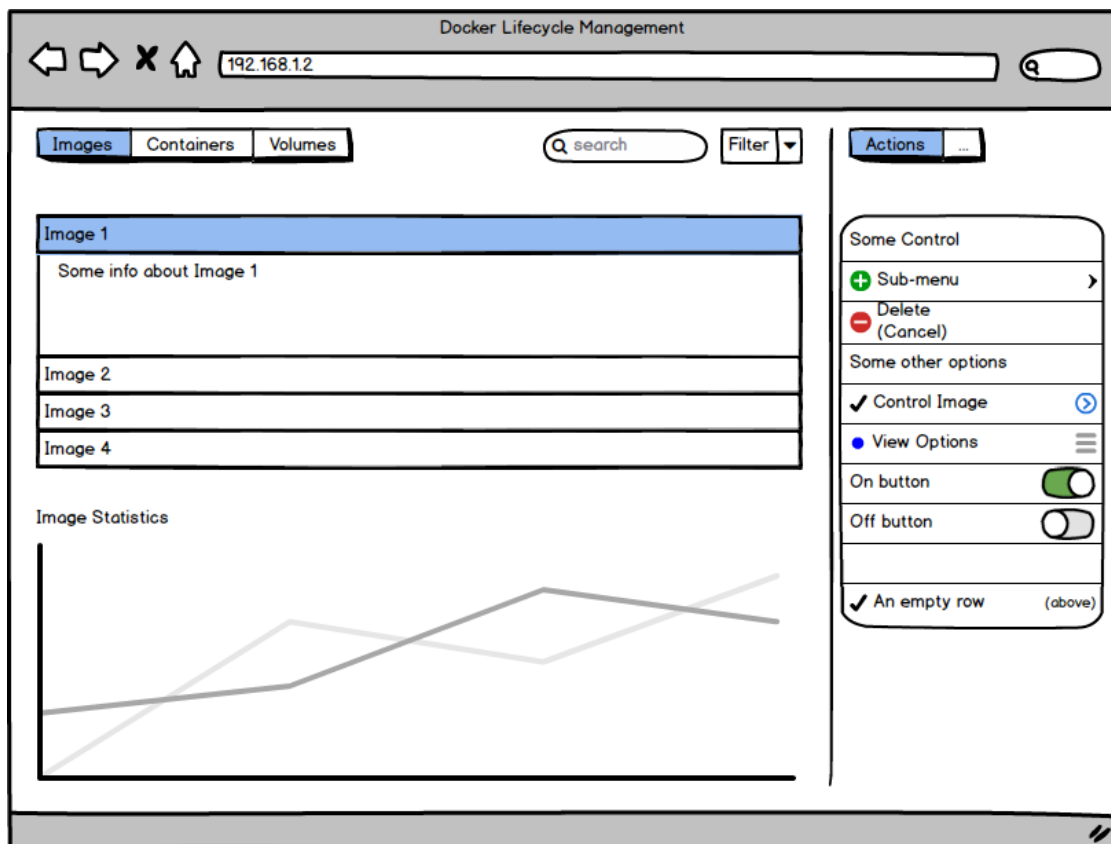 Docker Lifecycle Management
192.168.1.2
Images Containers Volumes
search
Filter
Actions ...
Image 1
Some info about Image 1
Image 2
Image 3
Image 4
Image Statistics
Some Control
Sub-menu
Delete
(Cancel)
Some other options
Control Image
View Options
On button
Off button
An empty row (above)